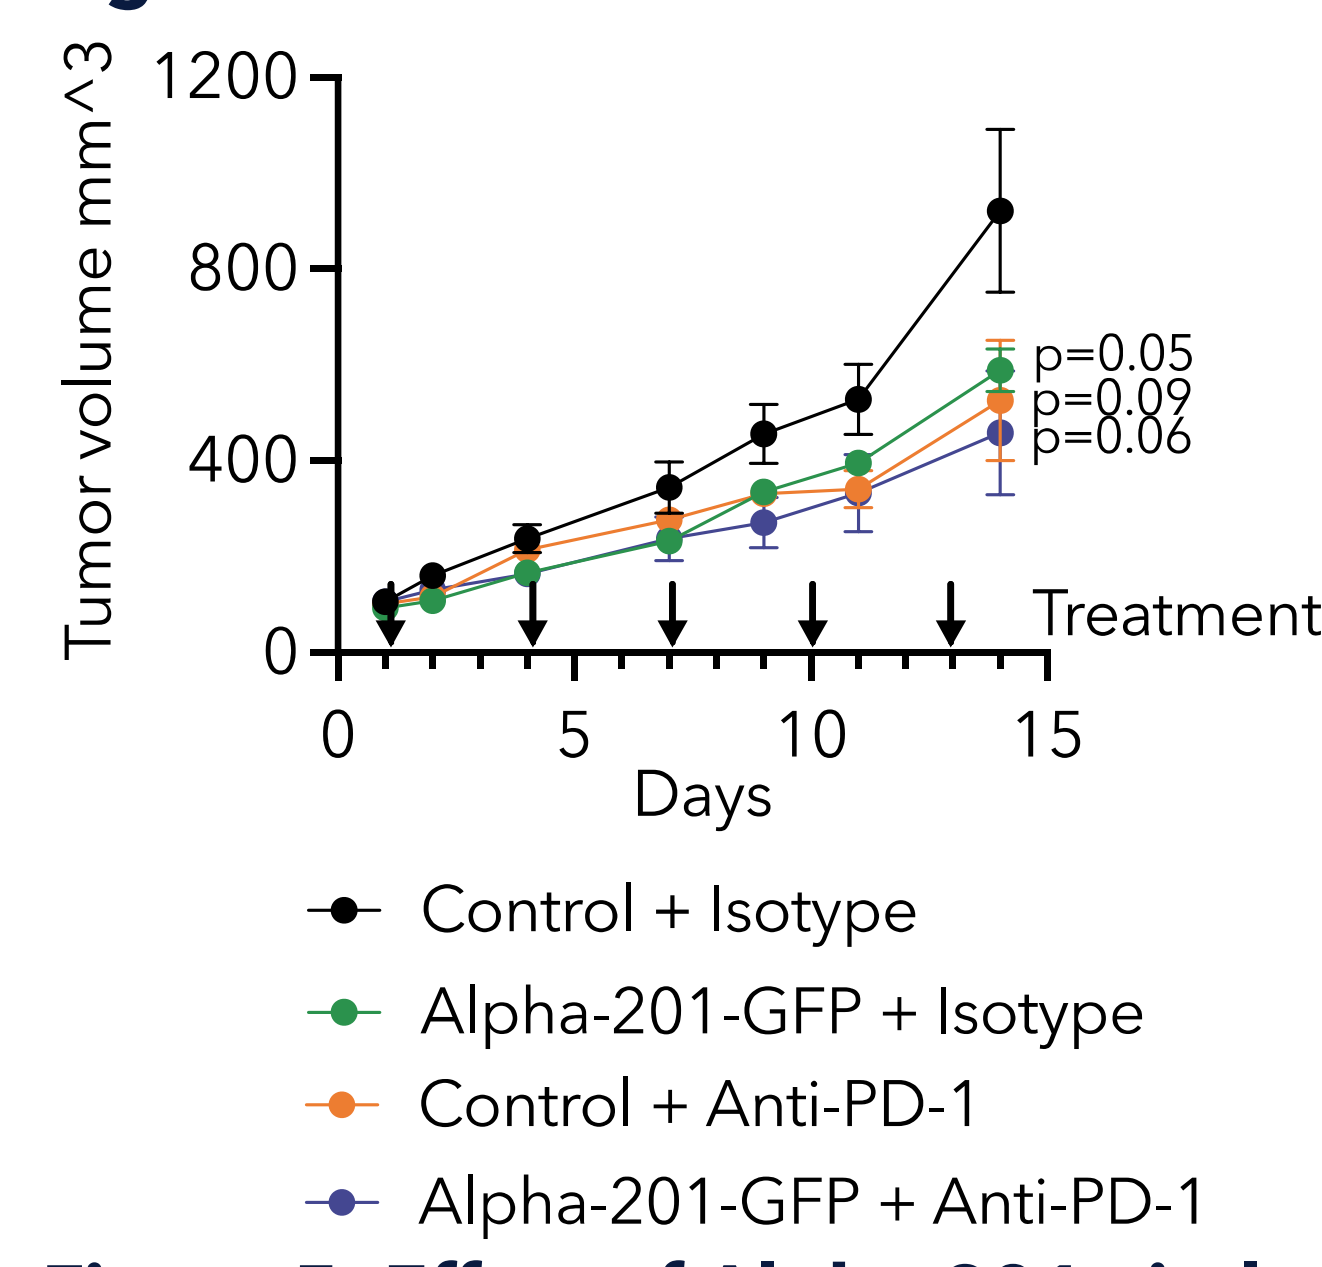 Tumor volume mm^3
1200
800
400
0
p=0.05
p=0.09
p=0.06
Treatment
0 5 10 15
Days
Control + Isotype
Alpha-201-GFP + Isotype
Control + Anti-PD-1
Alpha-201-GFP + Anti-PD-1